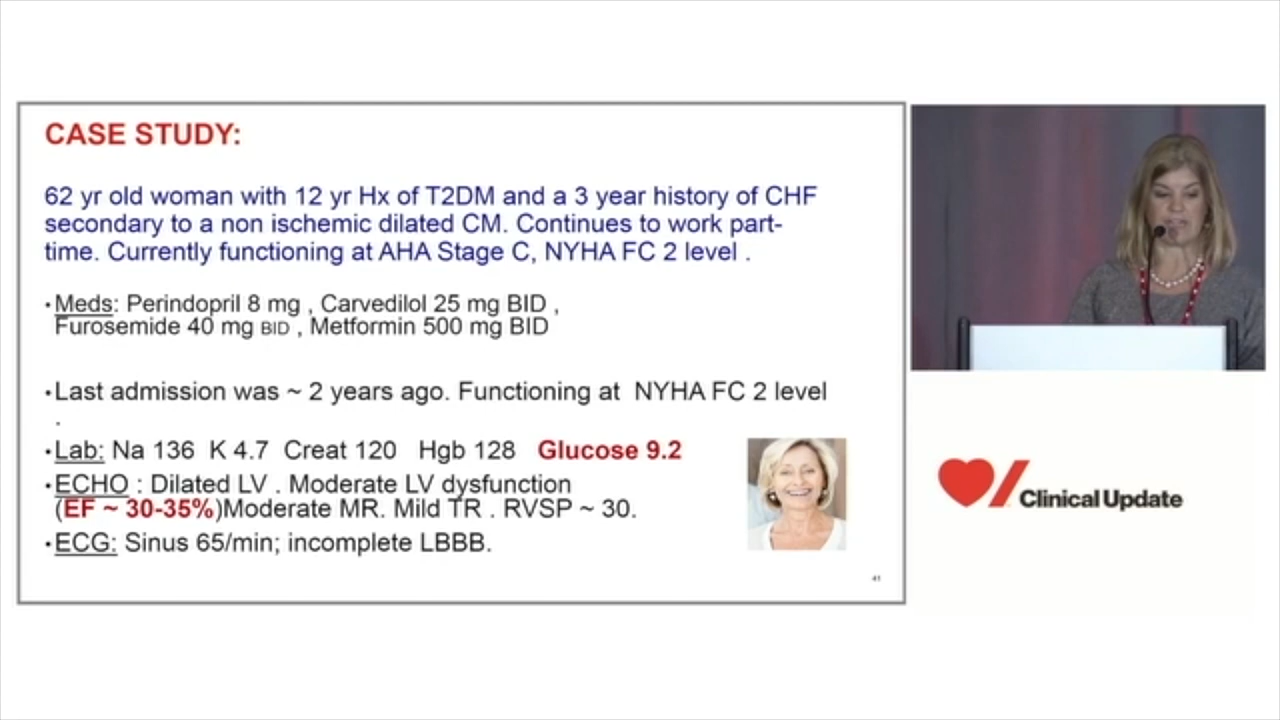 CASE STUDY:
62 yr old woman with 12 yr Hx of T2DM and a 3 year history of CHF
secondary to a non ischemic dilated CM. Continues to work part-
time. Currently functioning at AHA Stage C, NYHA FC 2 level .
• Meds: Perindopril 8 mg , Carvedilol 25 mg BID ,
Furosemide 40 mg BID , Metformin 500 mg BID
• Last admission was ~ 2 years ago. Functioning at NYHA FC 2 level
.
• Lab: Na 136 K 4.7 Creat 120 Hgb 128 Glucose 9.2
• ECHO : Dilated LV . Moderate LV dysfunction
(EF ~ 30-35%)Moderate MR. Mild TR . RVSP ~ 30.
• ECG: Sinus 65/min; incomplete LBBB.
41
Clinical Update